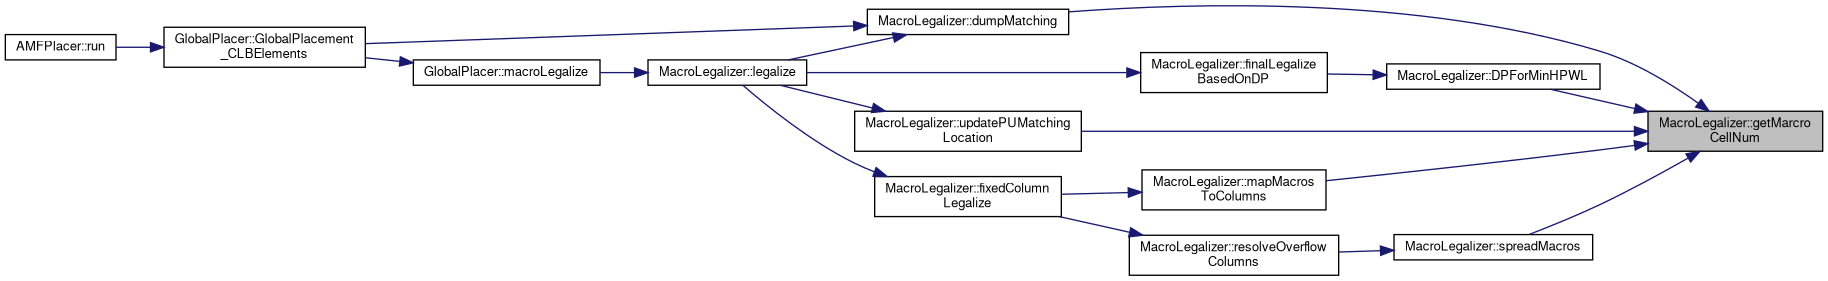 AMFPlacer::run
GlobalPlacer::GlobalPlacement
_CLBElements
GlobalPlacer::macroLegalize
MacroLegalizer::legalize
MacroLegalizer::dumpMatching
MacroLegalizer::updatePUMatching
Location
MacroLegalizer::fixedColumn
Legalize
MacroLegalizer::finalLegalize
BasedOnDP
MacroLegalizer::mapMacros
ToColumns
MacroLegalizer::resolveOverflow
Columns
MacroLegalizer::DPForMinHPWL
MacroLegalizer::spreadMacros
MacroLegalizer::getMarcro
CellNum